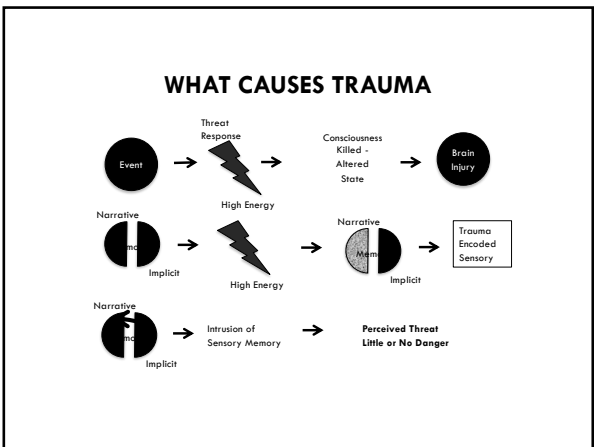 WHAT CAUSES TRAUMA
Threat
Response
Event
High Energy
Consciousness
Killed -
Altered
State
Brain
Injury
Narrative
Implicit
High Energy
Narrative
Implicit
Trauma
Encoded
Sensory
Narrative
Implicit
Intrusion of
Sensory Memory
Perceived Threat
Little or No Danger